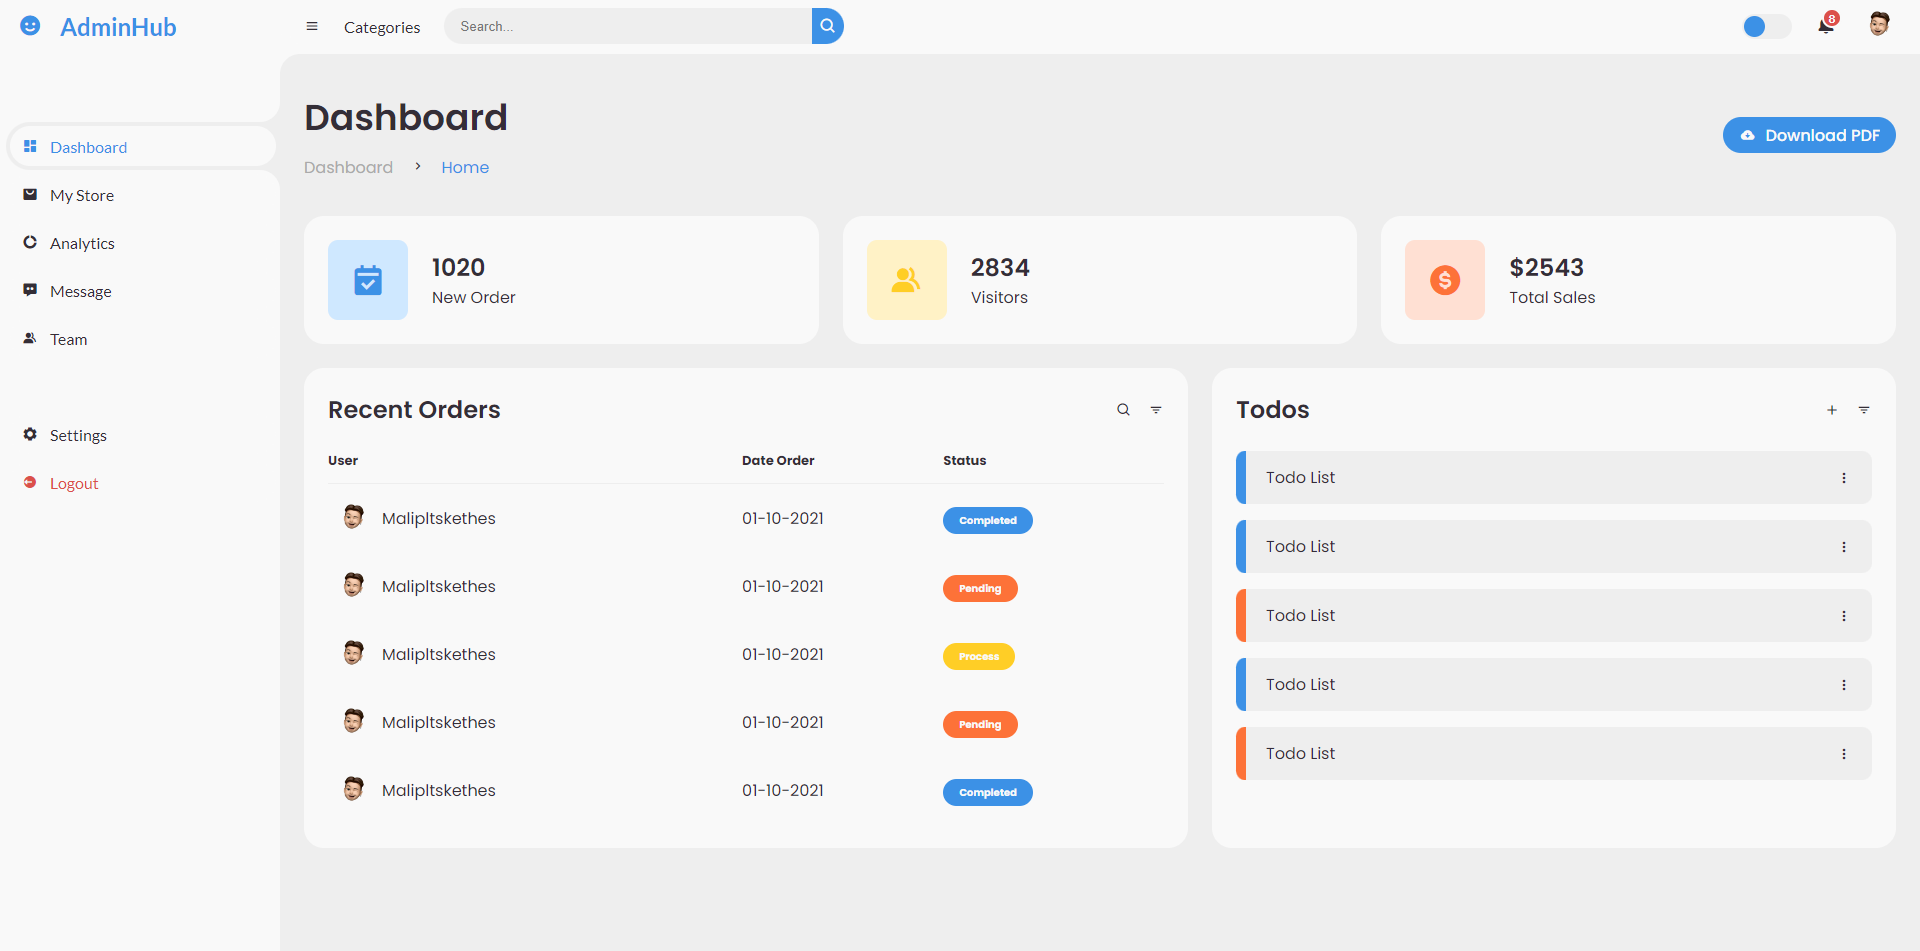 AdminHub
Categories
Search...
8
Dashboard
My Store
Analytics
Message
Team
Settings
Logout
Dashboard
Dashboard > Home
Download PDF
1020
New Order
2834
Visitors
$2543
Total Sales
Recent Orders
User Date Order Status
Malipltskethes 01-10-2021 Completed
Malipltskethes 01-10-2021 Pending
Malipltskethes 01-10-2021 Process
Malipltskethes 01-10-2021 Pending
Malipltskethes 01-10-2021 Completed
Todos
Todo List
Todo List
Todo List
Todo List
Todo List